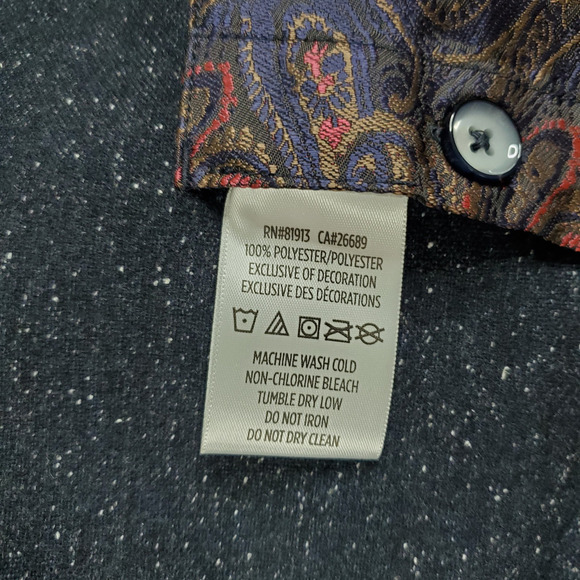 RN#81913 CA#26689
100% POLYESTER/POLYESTER
EXCLUSIVE OF DECORATION
EXCLUSIVE DES DÉCORATIONS
MACHINE WASH COLD
NON-CHLORINE BLEACH
TUMBLE DRY LOW
DO NOT IRON
DO NOT DRY CLEAN